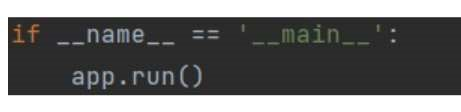 if __name__ == '__main__':
    app.run()